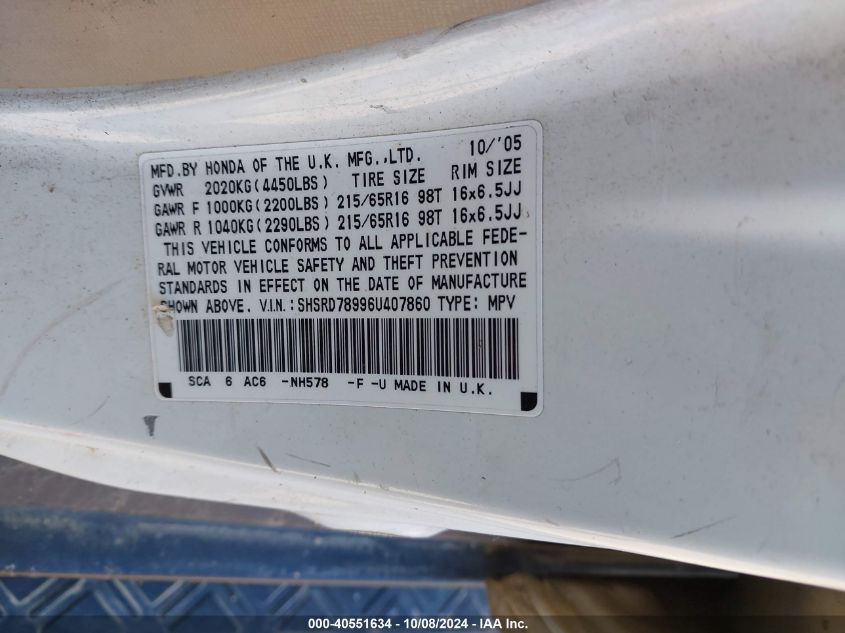 MFD.BY HONDA OF THE U.K. MFG.,LTD. 10/'05
GVWR 2020KG(4450LBS) TIRE SIZE RIM SIZE
GAWR F 1000KG(2200LBS) 215/65R16 98T 16x6.5JJ
GAWR R 1040KG(2290LBS) 215/65R16 98T 16x6.5JJ
THIS VEHICLE CONFORMS TO ALL APPLICABLE FEDE-
RAL MOTOR VEHICLE SAFETY AND THEFT PREVENTION
STANDARDS IN EFFECT ON THE DATE OF MANUFACTURE
SHOWN ABOVE. V.I.N.:SHSRD78996U407860 TYPE: MPV
SCA 6 AC6 -NH578 -F -U MADE IN U.K.
000-40551634 - 10/08/2024 - IAA Inc.